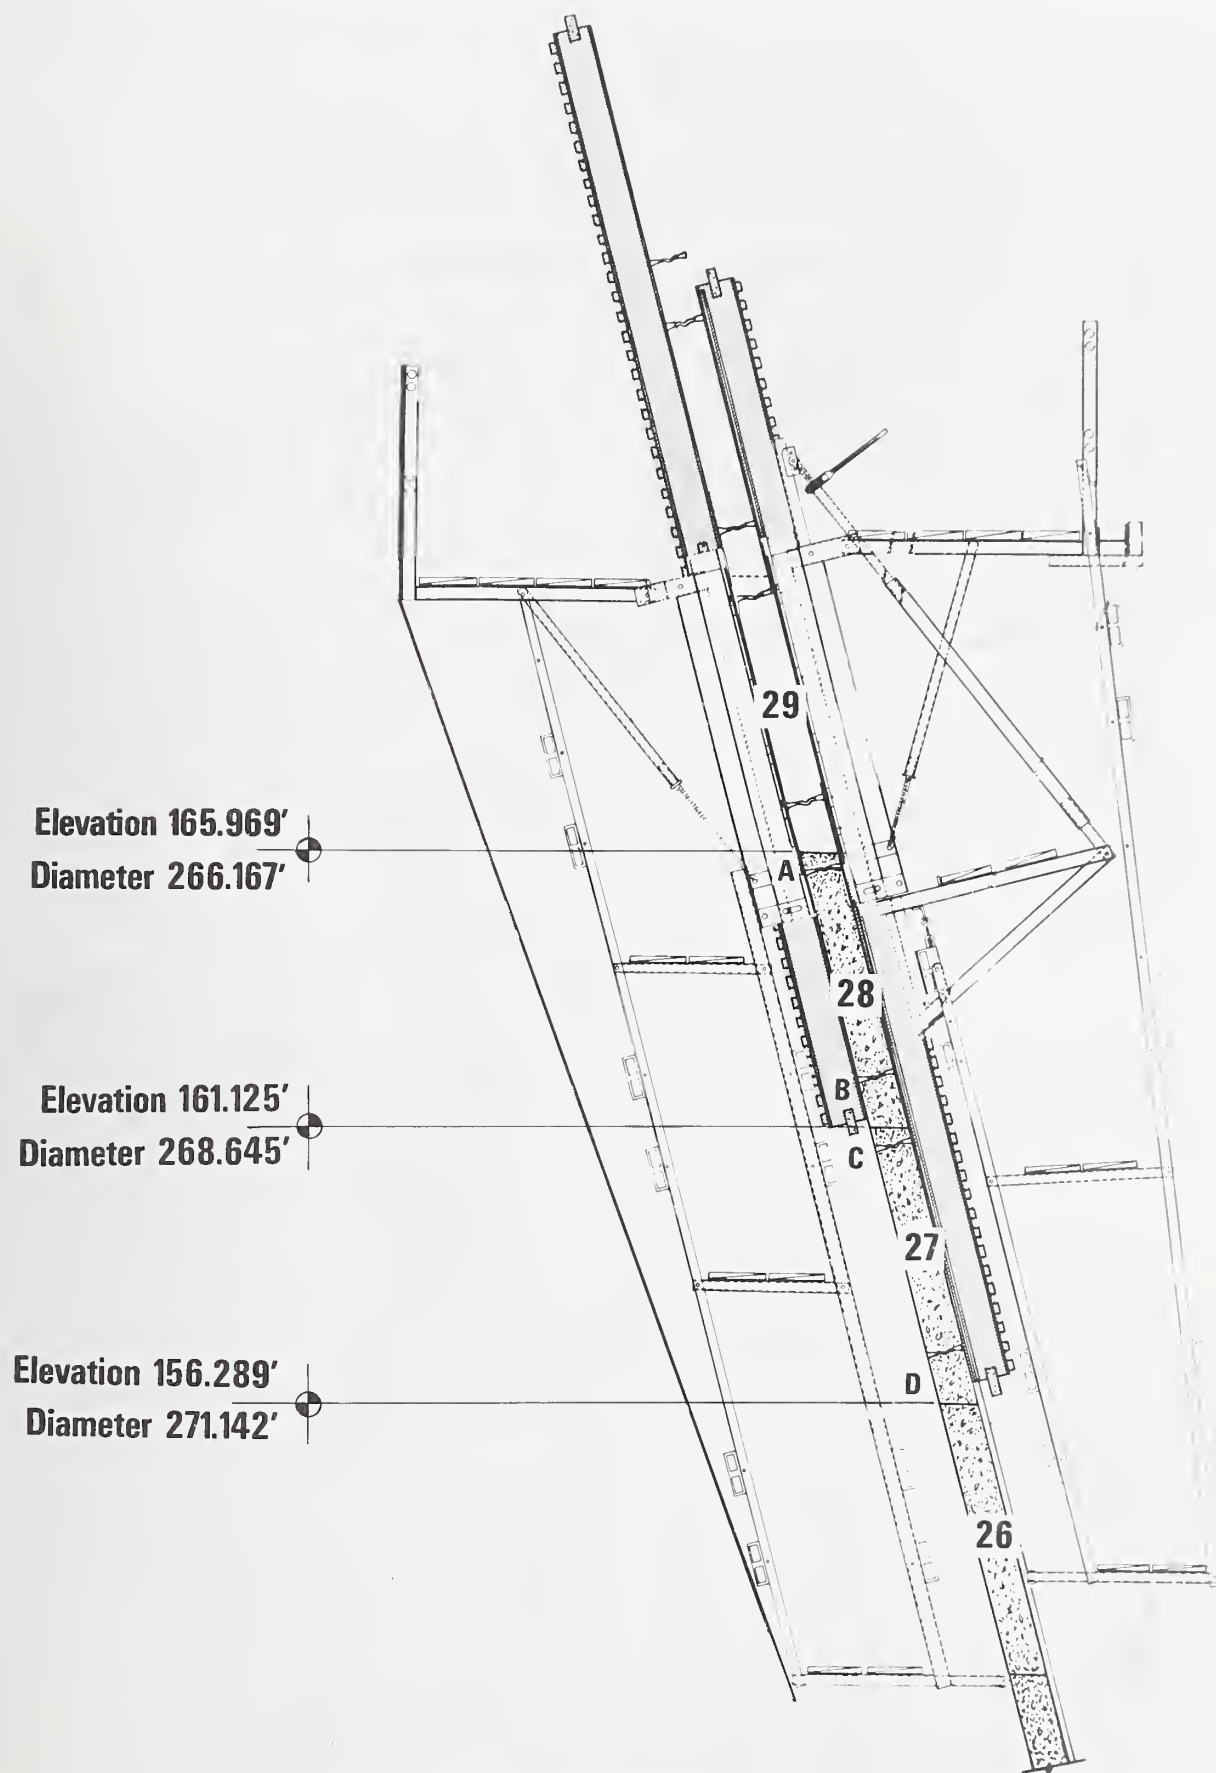 29
Elevation 165.969′
Diameter 266.167′
A
28
Elevation 161.125′
Diameter 268.645′
B
C
27
Elevation 156.289′
Diameter 271.142′
D
26